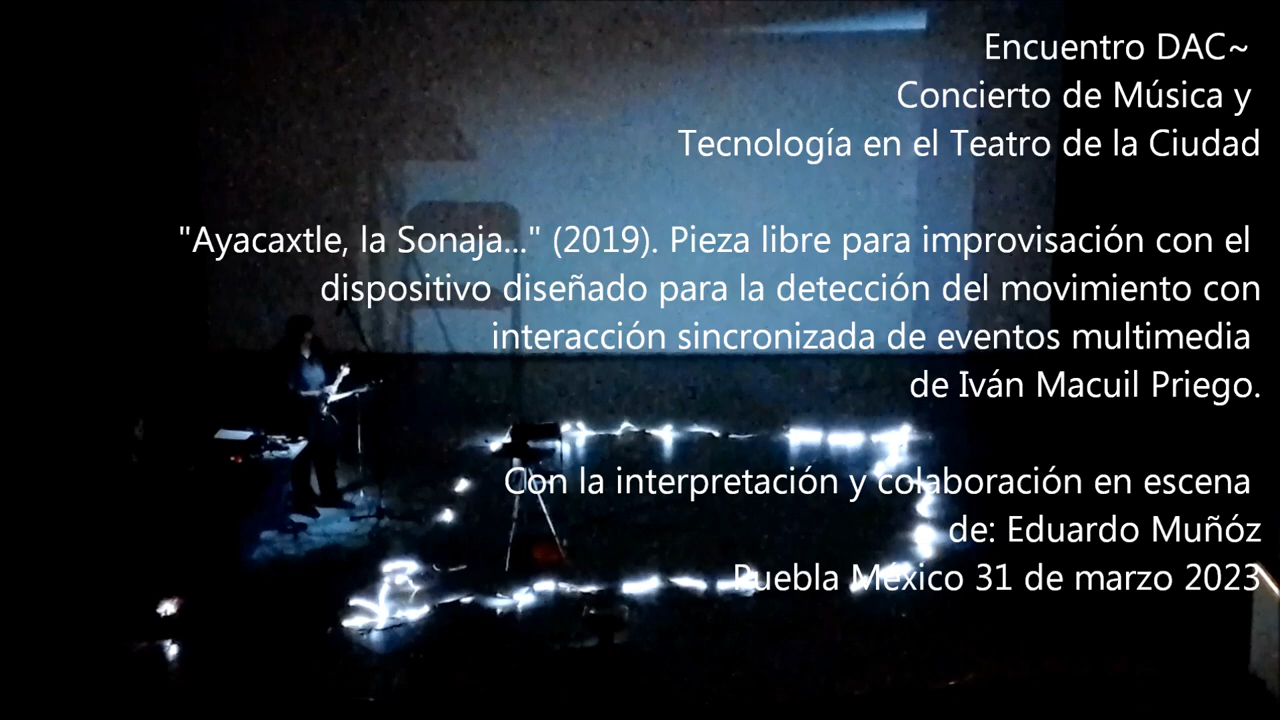 Encuentro DAC~
Concierto de Música y
Tecnología en el Teatro de la Ciudad
"Ayacaxtle, la Sonaja..." (2019). Pieza libre para improvisación con el
dispositivo diseñado para la detección del movimiento con
interacción sincronizada de eventos multimedia
de Iván Macuil Priego.
Con la interpretación y colaboración en escena
de: Eduardo Muñóz
Puebla México 31 de marzo 2023